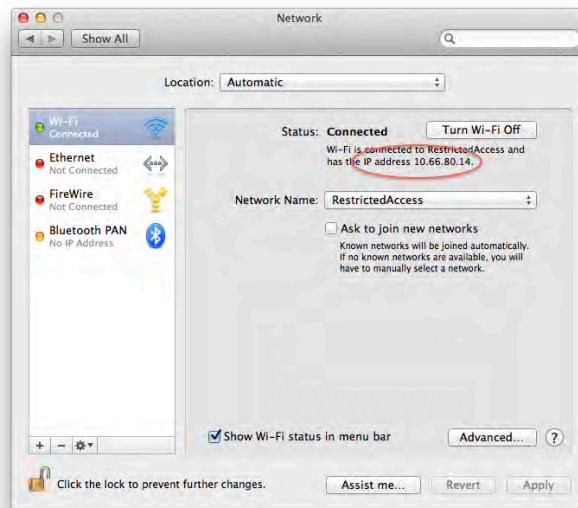 Network
Show All
Location: Automatic
Wi-Fi
Connected
Ethernet
Not Connected
FireWire
Not Connected
Bluetooth PAN
No IP Address
Status: Connected Turn Wi-Fi Off
Wi-Fi is connected to RestrictedAccess and
has the IP address 10.66.80.14.
Network Name: RestrictedAccess
Ask to join new networks
Known networks will be joined automatically.
If no known networks are available, you will
have to manually select a network.
Show Wi-Fi status in menu bar Advanced... ?
+ −
Click the lock to prevent further changes. Assist me... Revert Apply